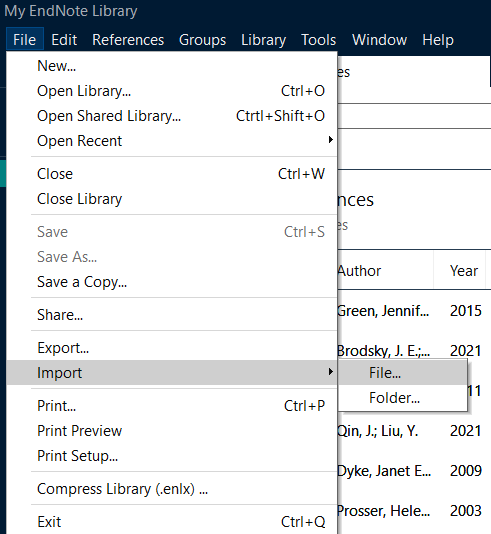 My EndNote Library
File Edit References Groups Library Tools Window Help
New...
Open Library... Ctrl+O
Open Shared Library... Ctrtl+Shift+O
Open Recent
Close Ctrl+W
Close Library
Save Ctrl+S
Save As...
Save a Copy...
Share...
Export...
Import
Print... Ctrl+P
Print Preview
Print Setup...
Compress Library (.enlx) ...
Exit Ctrl+Q
File...
Folder...
es
nces
es
Author Year
Green, Jennif... 2015
Brodsky, J. E.;... 2021
11
Qin, J.; Liu, Y. 2021
Dyke, Janet E... 2009
Prosser, Hele... 2003